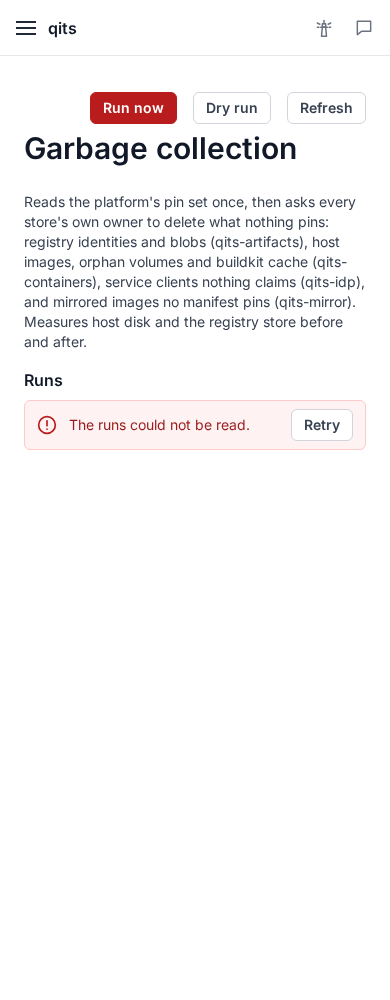 qits
Run now
Dry run
Refresh
Garbage collection
Reads the platform's pin set once, then asks every
store's own owner to delete what nothing pins:
registry identities and blobs (qits-artifacts), host
images, orphan volumes and buildkit cache (qits-
containers), service clients nothing claims (qits-idp),
and mirrored images no manifest pins (qits-mirror).
Measures host disk and the registry store before
and after.
Runs
The runs could not be read.
Retry